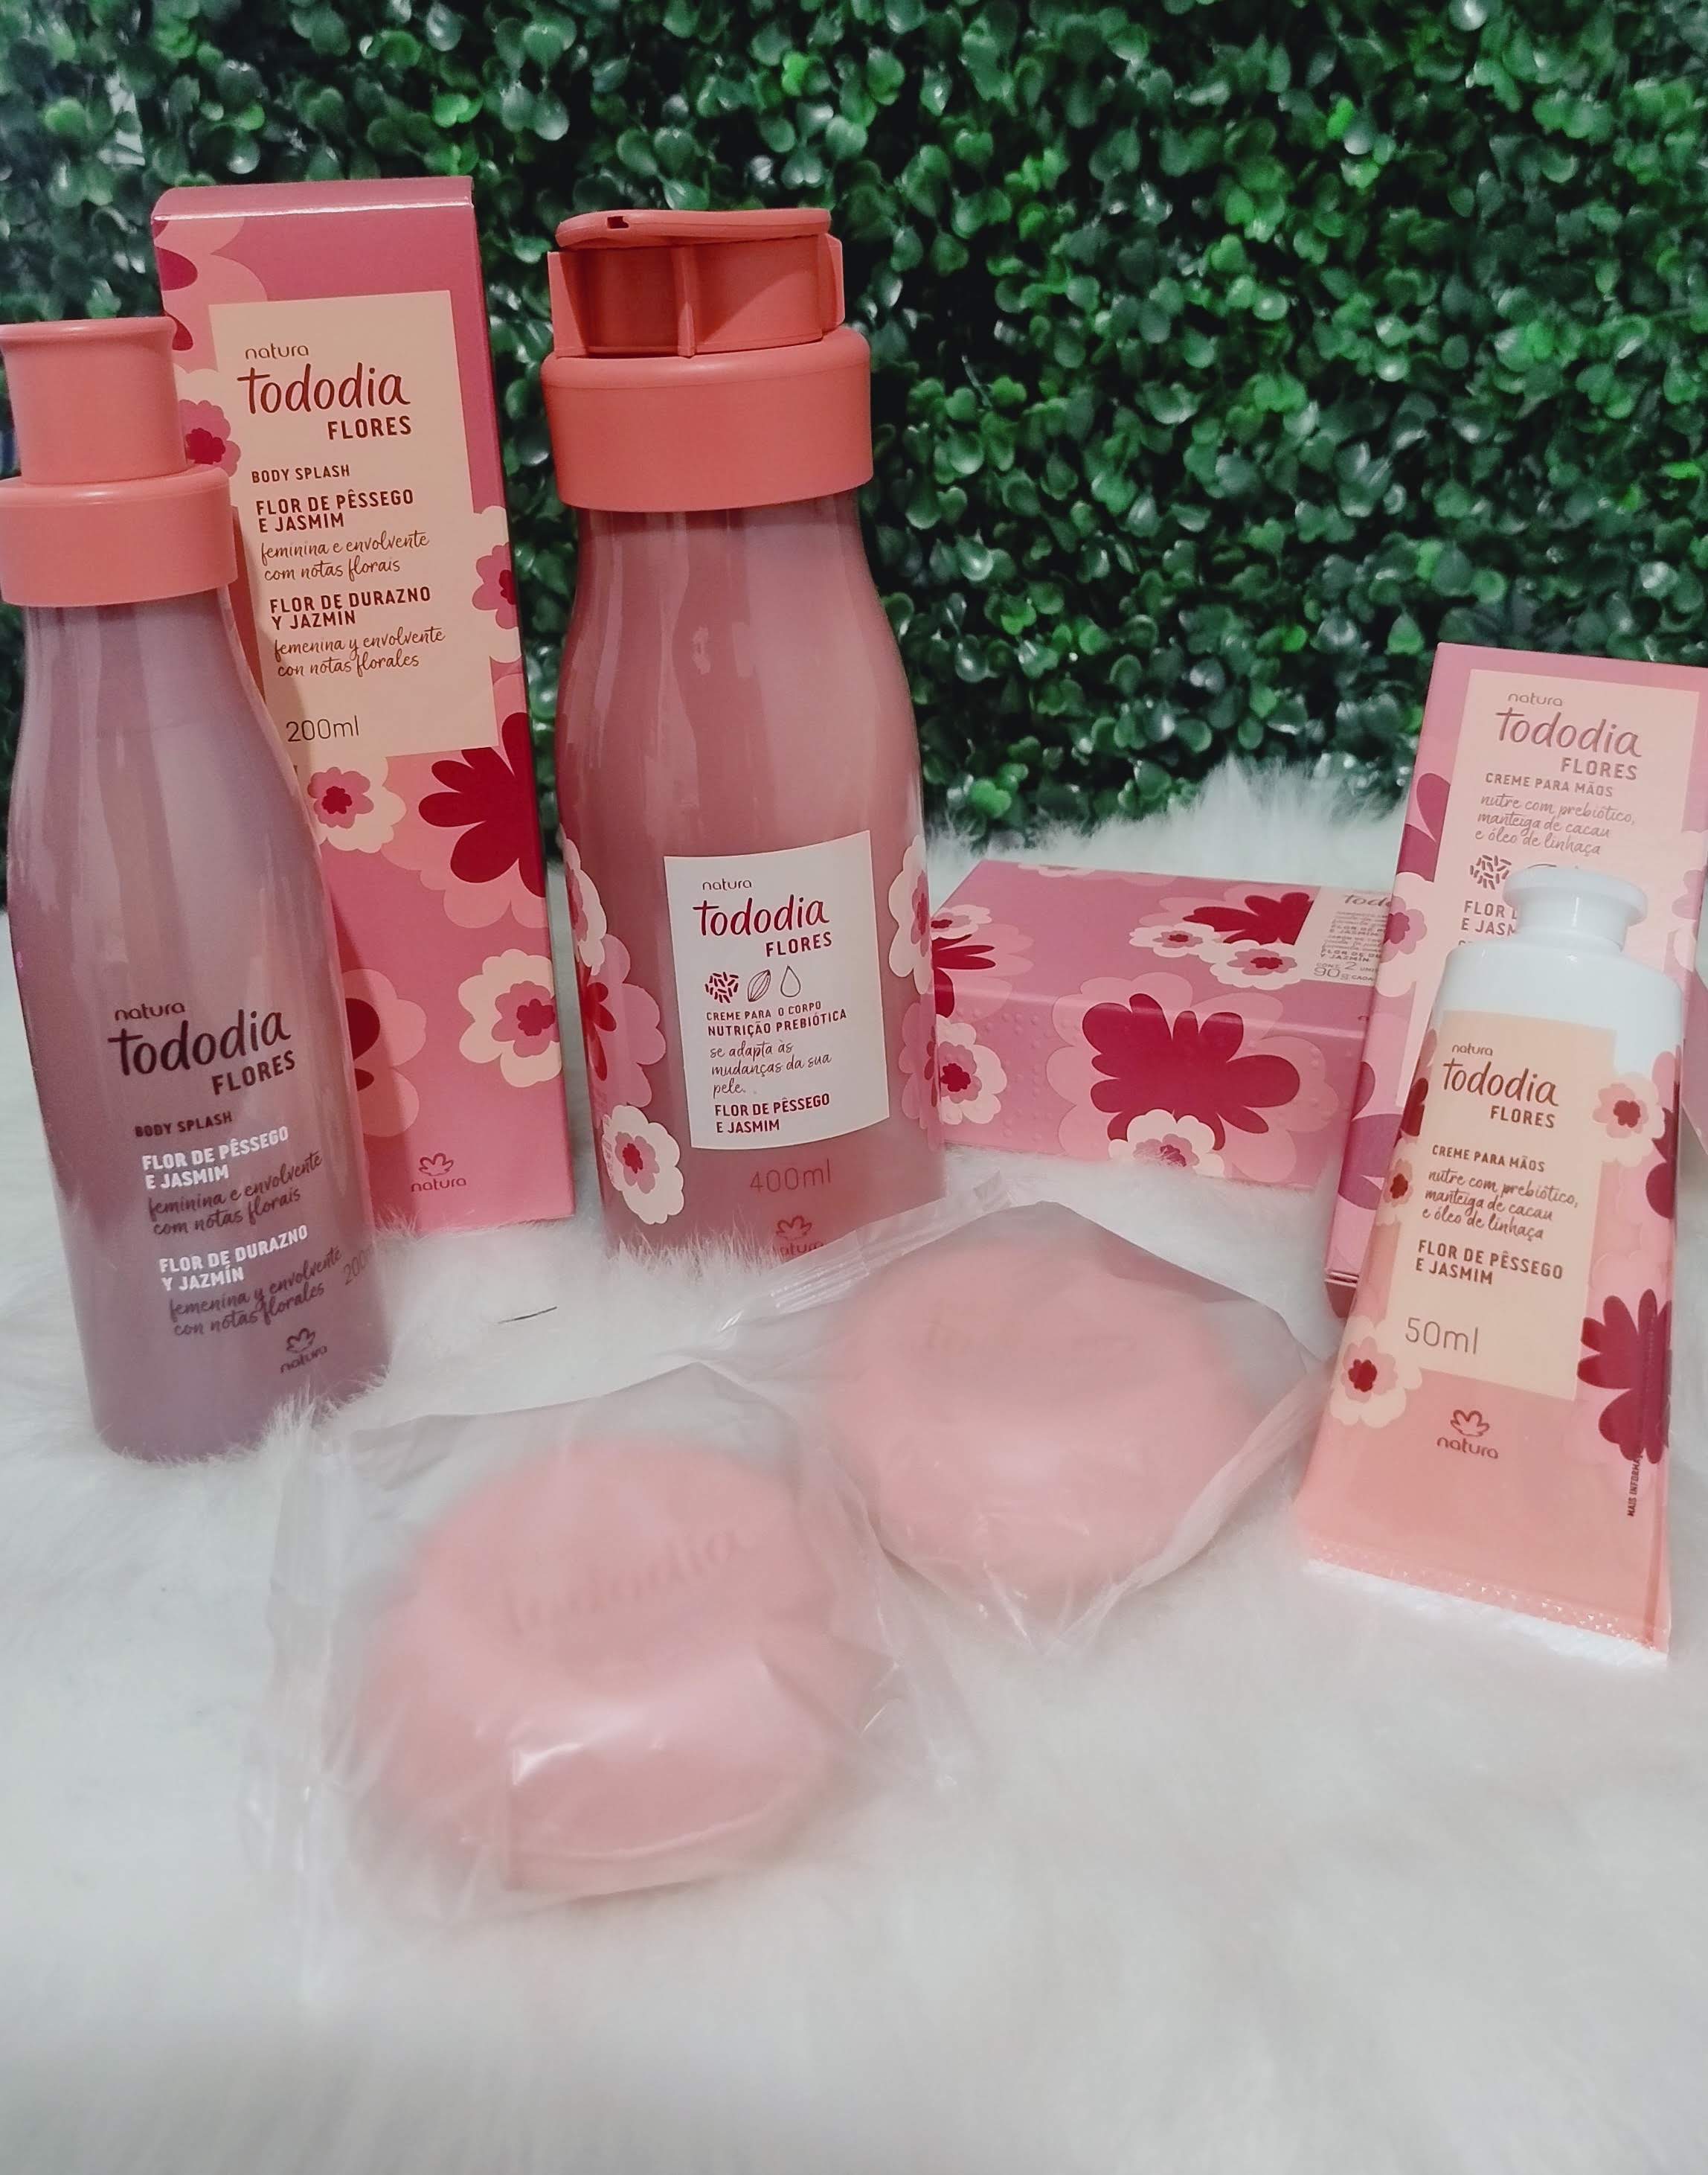 natura
tododia
FLORES
BODY SPLASH
FLOR DE PÊSSEGO
E JASMIM
feminina e envolvente
com notas florais
FLOR DE DURAZNO
Y JAZMÍN
femenina y envolvente
con notas florales
200ml
natura
natura
tododia
FLORES
BODY SPLASH
FLOR DE PÊSSEGO
E JASMIM
feminina e envolvente
com notas florais
FLOR DE DURAZNO
Y JAZMÍN
femenina y envolvente
con notas florales
natura
natura
tododia
FLORES
CREME PARA O CORPO
NUTRIÇÃO PREBIÓTICA
se adapta às
mudanças da sua
pele.
FLOR DE PÊSSEGO
E JASMIM
400ml
natura
natura
tododia
FLORES
CREME PARA MÃOS
nutre com prebiótico,
manteiga de cacau
e óleo de linhaça
FLOR
natura
tododia
FLORES
CREME PARA MÃOS
nutre com prebiótico,
manteiga de cacau
e óleo de linhaça
FLOR DE PÊSSEGO
E JASMIM
50ml
natura
MAIS
tododia